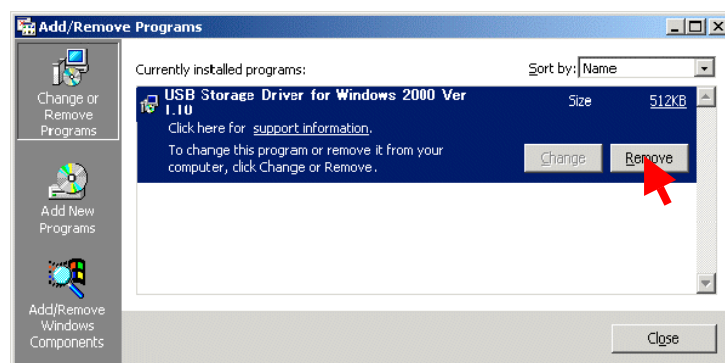 Add/Remove Programs
Change or
Remove
Programs
Add New
Programs
Add/Remove
Windows
Components
Currently installed programs:
Sort by: Name
USB Storage Driver for Windows 2000 Ver
1.10
Size 512KB
Click here for support information.
To change this program or remove it from your
computer, click Change or Remove.
Change
Remove
Close